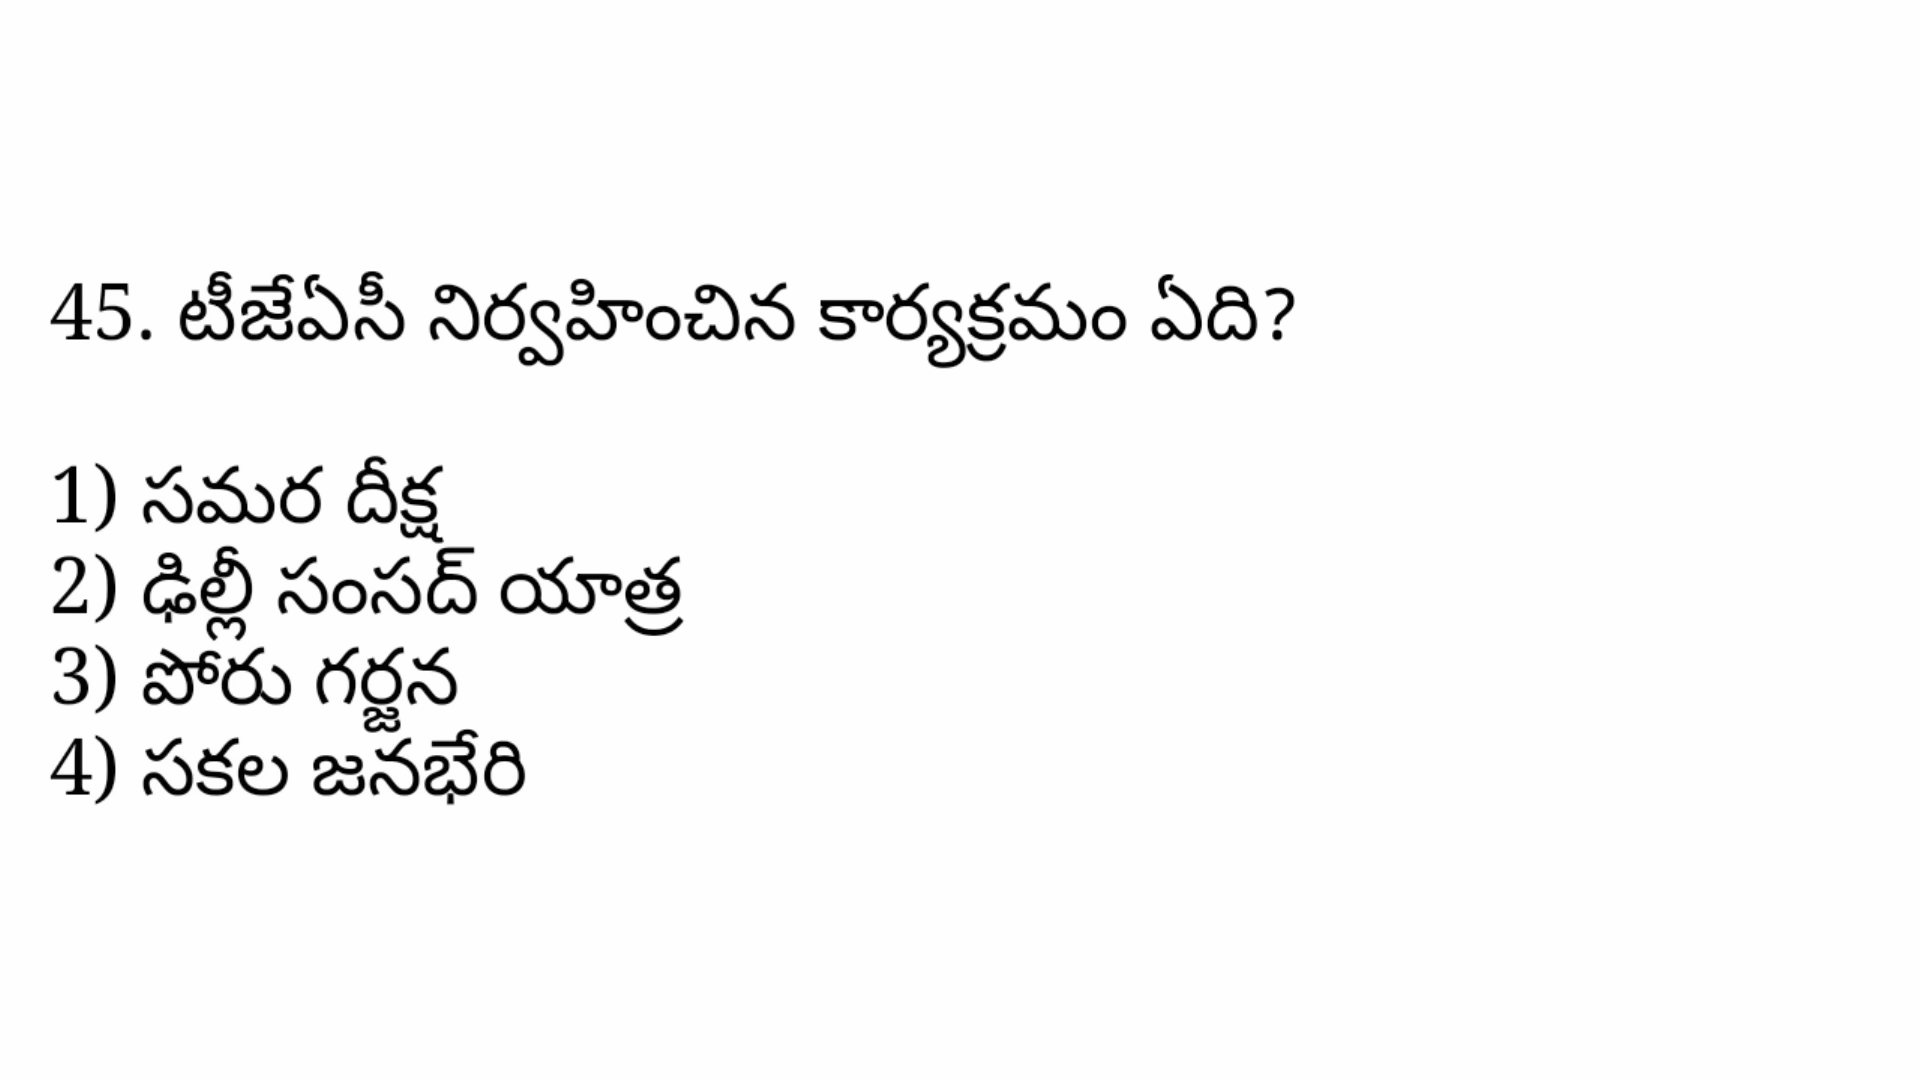 45. టీజేఏసీ నిర్వహించిన కార్యక్రమం ఏది?
1) సమర దీక్ష
2) ఢిల్లీ సంసద్ యాత్ర
3) పోరు గర్జన
4) సకల జనభేరి